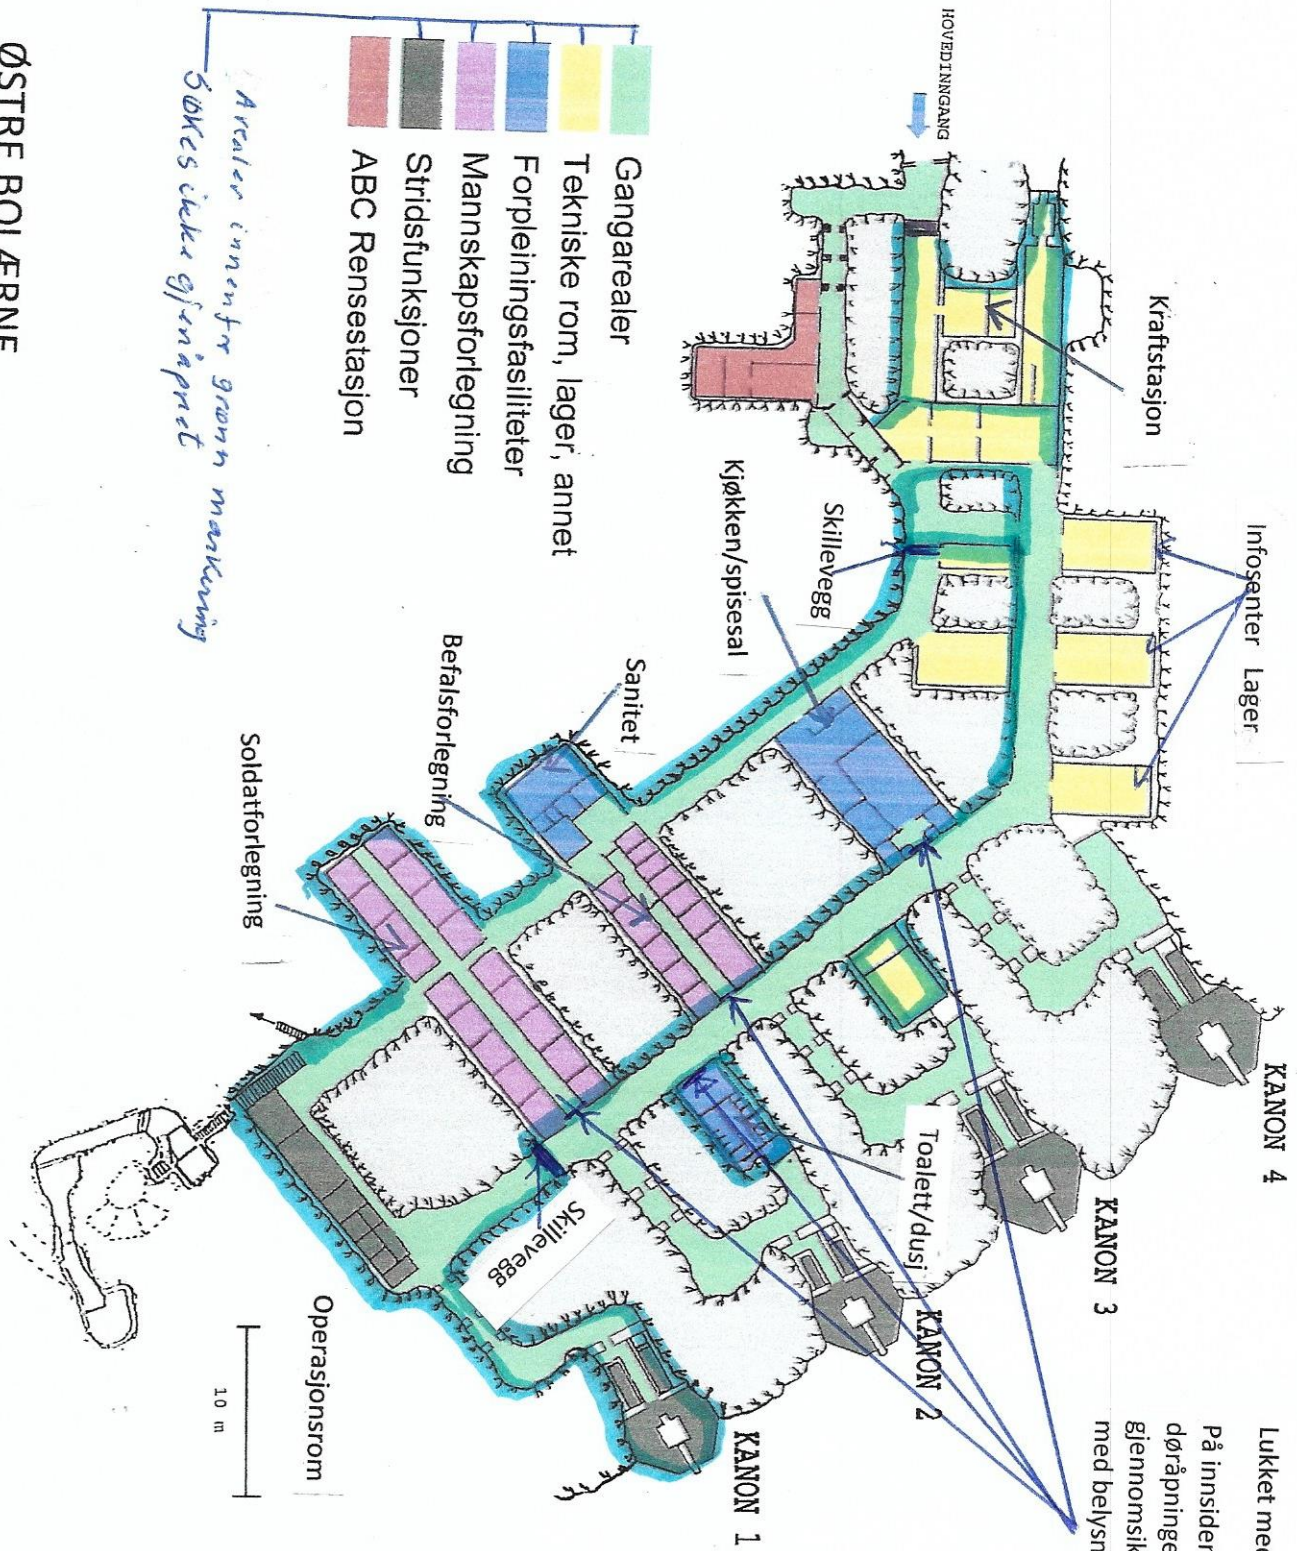 HOVEDINNGANG
Kraftstasjon
Infosenter Lager
Skillevegg
Kjøkken/spisesal
Sanitet
Befalsforlegning
Soldatforlegning
Toalett/dusj
Skillevegg
Operasjonsrom
10 m
KANON 4
KANON 3
KANON 2
KANON 1
Gangarealer
Tekniske rom, lager, annet
Forpleiningsfasiliteter
Mannskapsforlegning
Stridsfunksjoner
ABC Rensestasjon
Arealer innenfor grønn markering
søkes ikke gjenåpnet
Lukket med
På innsider
døråpninge
gjennomsik
med belysn
ØSTRE BOLÆRNE